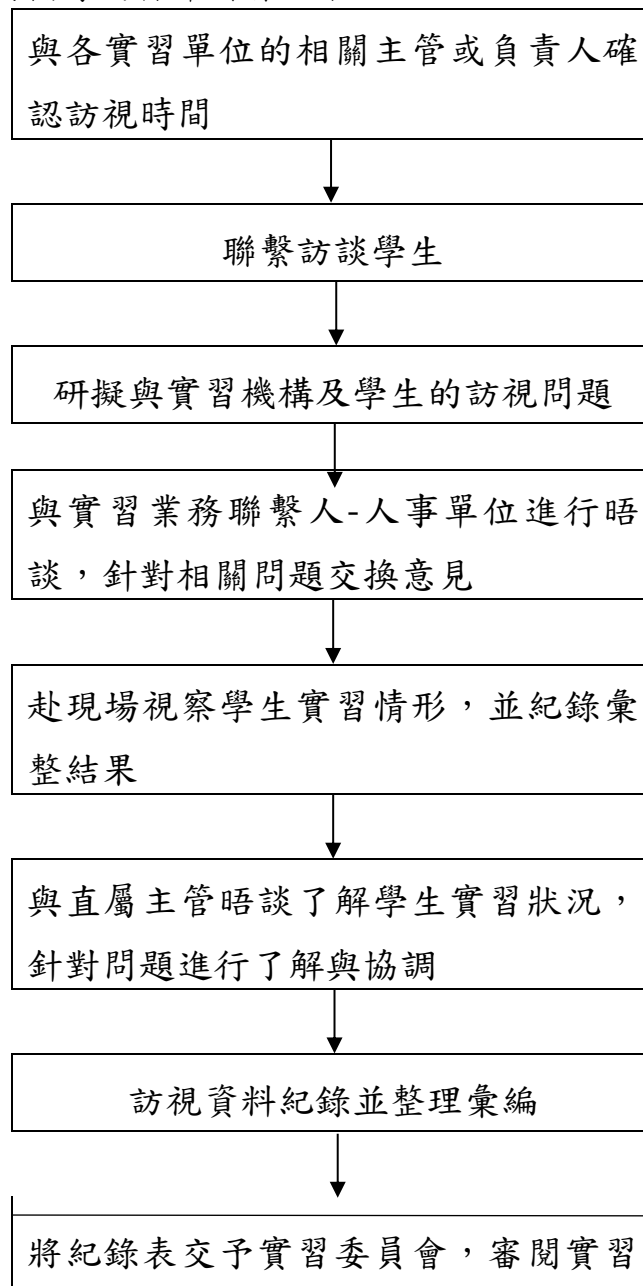 與各實習單位的相關主管或負責人確
認訪視時間
聯繫訪談學生
研擬與實習機構及學生的訪視問題
與實習業務聯繫人-人事單位進行晤
談，針對相關問題交換意見
赴現場視察學生實習情形，並紀錄彙
整結果
與直屬主管晤談了解學生實習狀況，
針對問題進行了解與協調
訪視資料紀錄並整理彙編
將紀錄表交予實習委員會，審閱實習